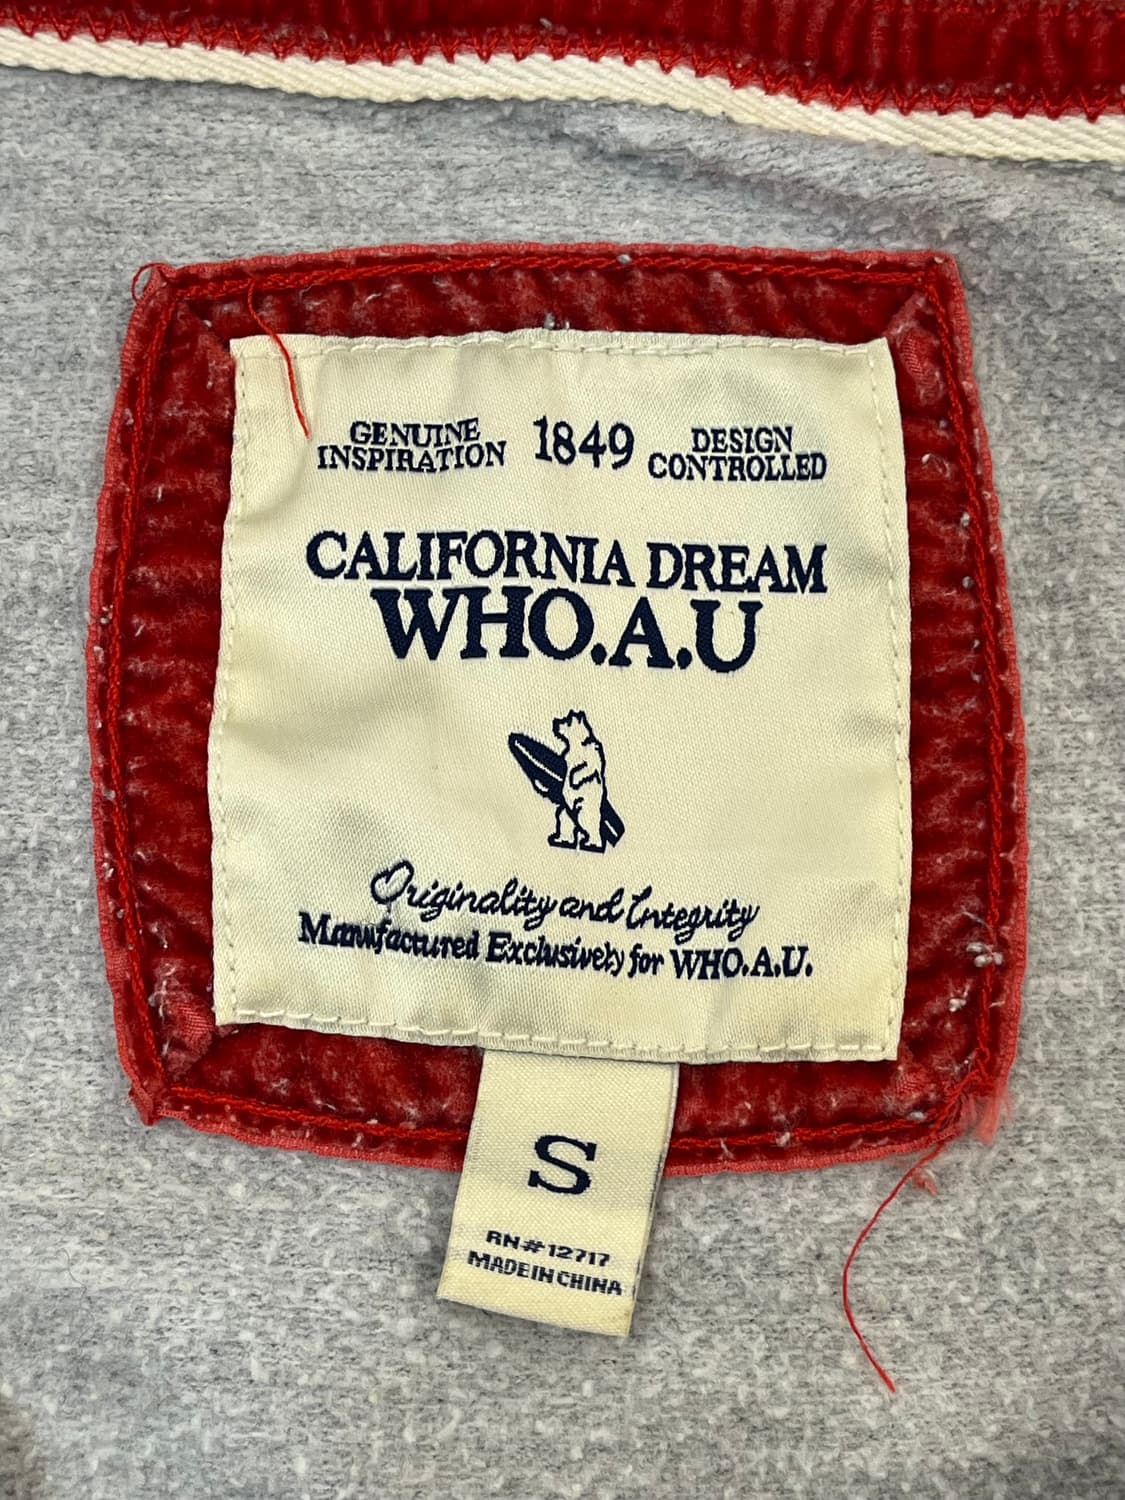 GENUINE INSPIRATION 1849 DESIGN CONTROLLED
CALIFORNIA DREAM
WHO.A.U
Originality and Integrity
Manufactured Exclusively for WHO.A.U.
S
RN#12717
MADE IN CHINA